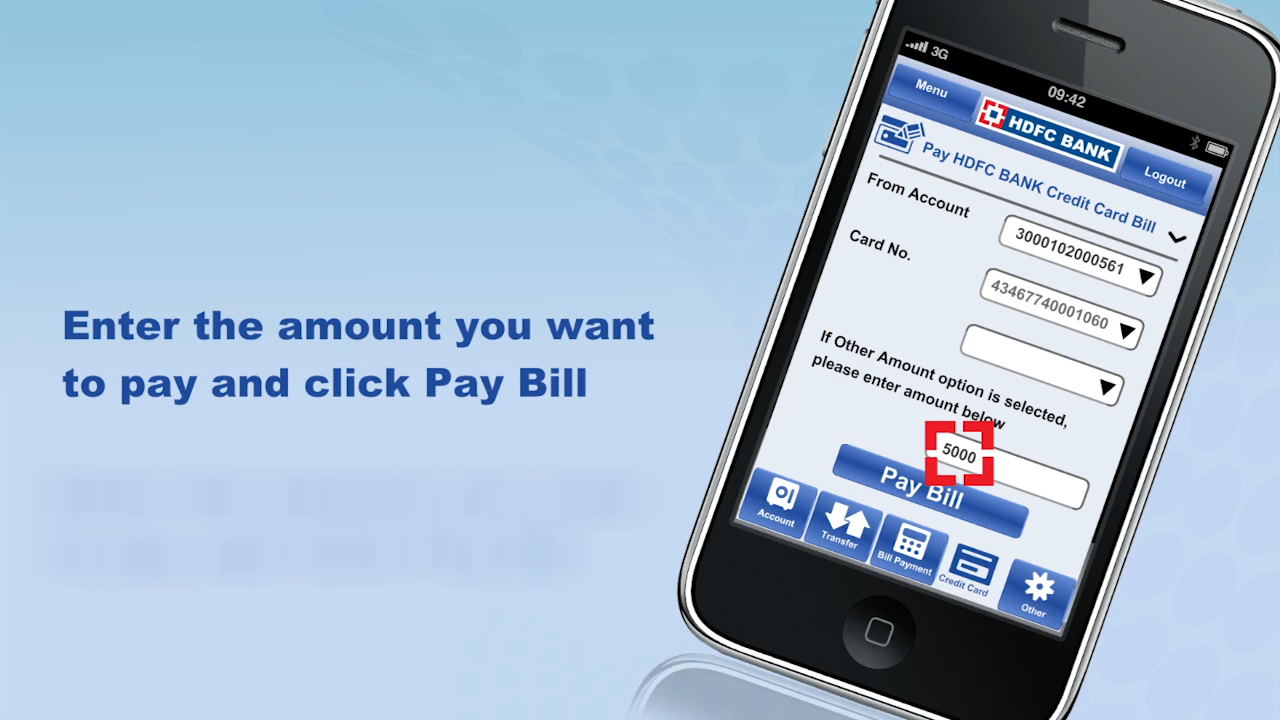 Enter the amount you want
to pay and click Pay Bill
3G
09:42
Menu
HDFC BANK
Logout
Pay HDFC BANK Credit Card Bill
From Account
3000102000561
Card No.
43467740001060
If Other Amount option is selected,
please enter amount below
5000
Pay Bill
Account
Transfer
Bill Payment
Credit Card
Other